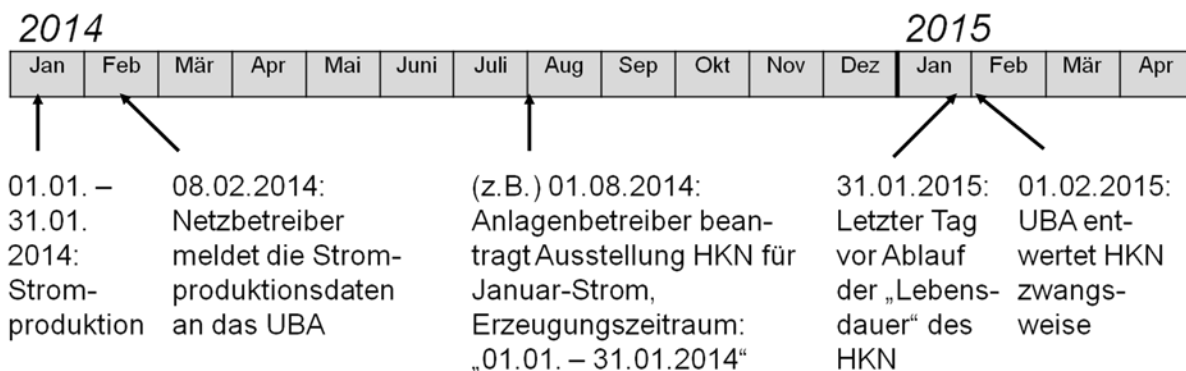 2014 2015
Jan Feb Mär Apr Mai Juni Juli Aug Sep Okt Nov Dez Jan Feb Mär Apr
01.01. –
31.01.
2014:
Strom-
produktion
08.02.2014:
Netzbetreiber
meldet die Strom-
produktionsdaten
an das UBA
(z.B.) 01.08.2014:
Anlagenbetreiber bean-
tragt Ausstellung HKN für
Januar-Strom,
Erzeugungszeitraum:
„01.01. – 31.01.2014“
31.01.2015:
Letzter Tag
vor Ablauf
der „Lebens-
dauer“ des
HKN
01.02.2015:
UBA ent-
wertet HKN
zwangs-
weise